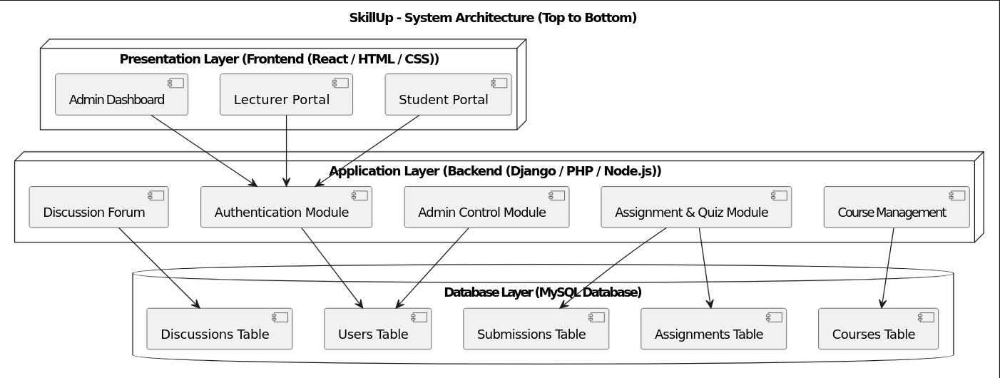 SkillUp - System Architecture (Top to Bottom)
Presentation Layer (Frontend (React / HTML / CSS))
Admin Dashboard
Lecturer Portal
Student Portal
Application Layer (Backend (Django / PHP / Node.js))
Discussion Forum
Authentication Module
Admin Control Module
Assignment & Quiz Module
Course Management
Database Layer (MySQL Database)
Discussions Table
Users Table
Submissions Table
Assignments Table
Courses Table